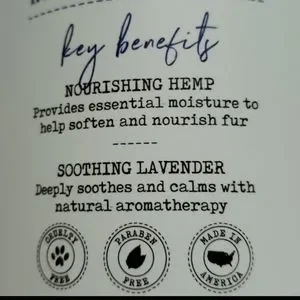 key benefits
NOURISHING HEMP
Provides essential moisture to
help soften and nourish fur
------
SOOTHING LAVENDER
Deeply soothes and calms with
natural aromatherapy
CRUELTY FREE
PARABEN FREE
MADE IN AMERICA